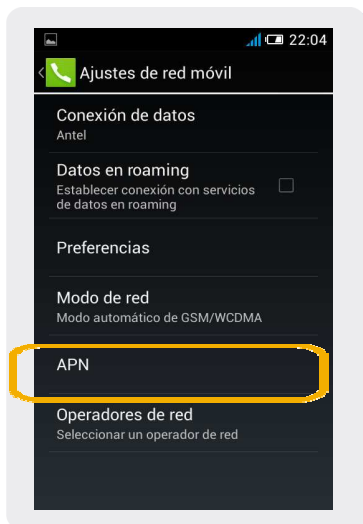 22:04
Ajustes de red móvil
Conexión de datos
Antel
Datos en roaming
Establecer conexión con servicios
de datos en roaming
Preferencias
Modo de red
Modo automático de GSM/WCDMA
APN
Operadores de red
Seleccionar un operador de red